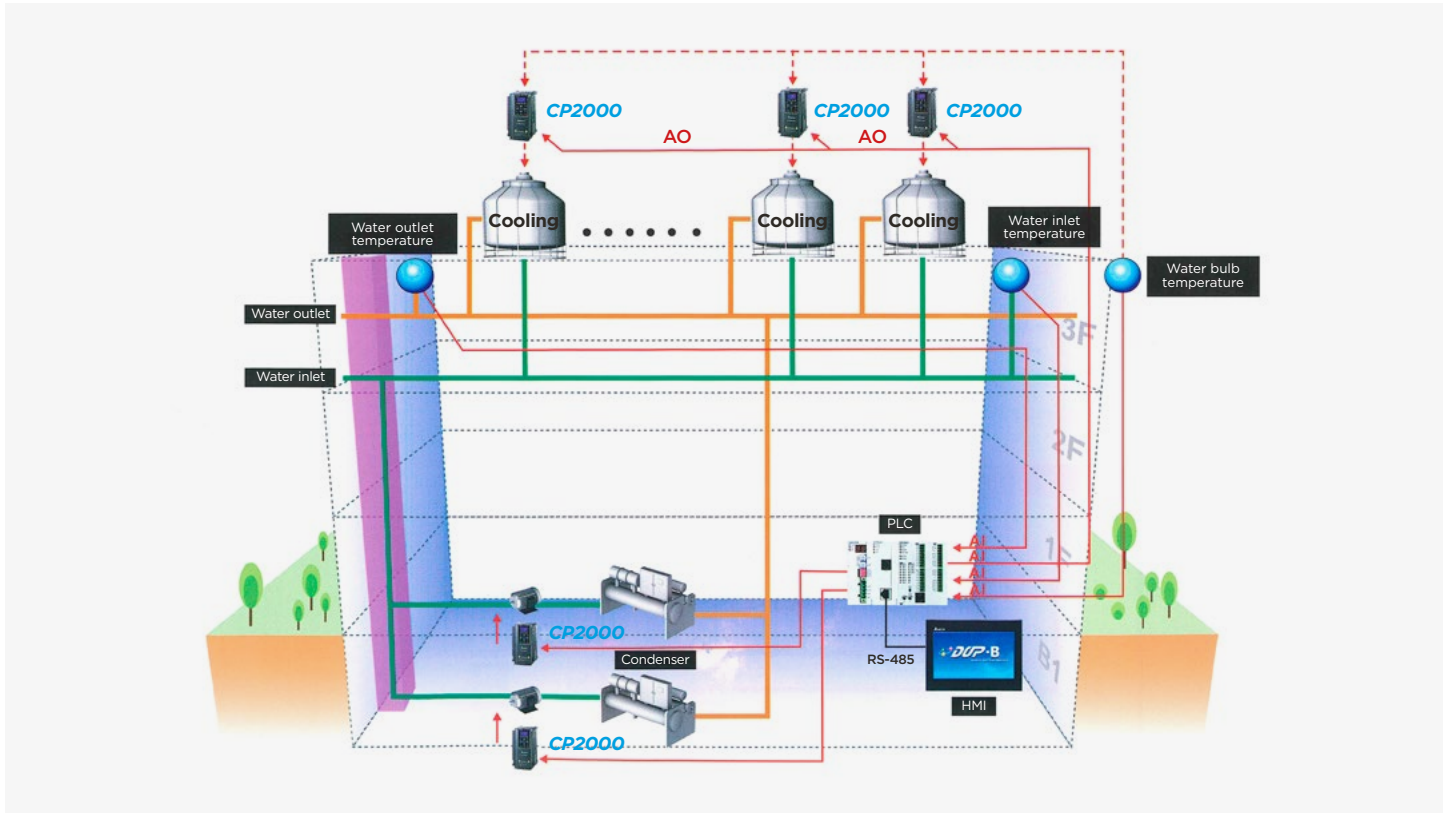 CP2000
CP2000
CP2000
AO
AO
Cooling
Cooling
Cooling
Water outlet
temperature
Water inlet
temperature
Water bulb
temperature
Water outlet
3F
Water inlet
2F
PLC
AI
1F
AI
AI
AI
CP2000
Condenser
RS-485
DOP-B
B1
HMI
CP2000